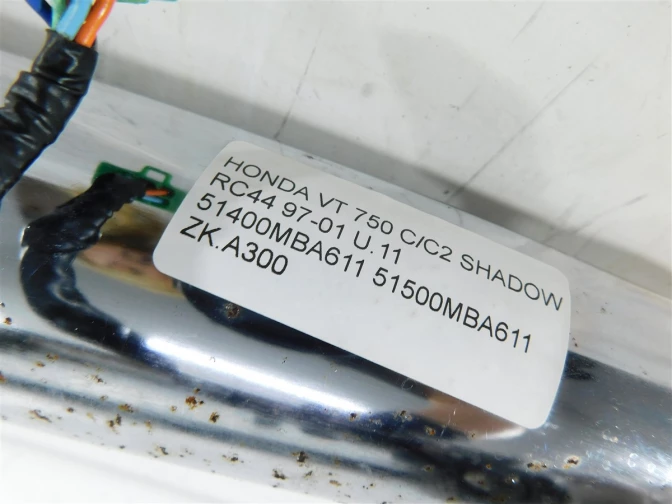 HONDA VT 750 C/C2 SHADOW
RC44 97-01 U.11
51400MBA611 51500MBA611
ZK.A300